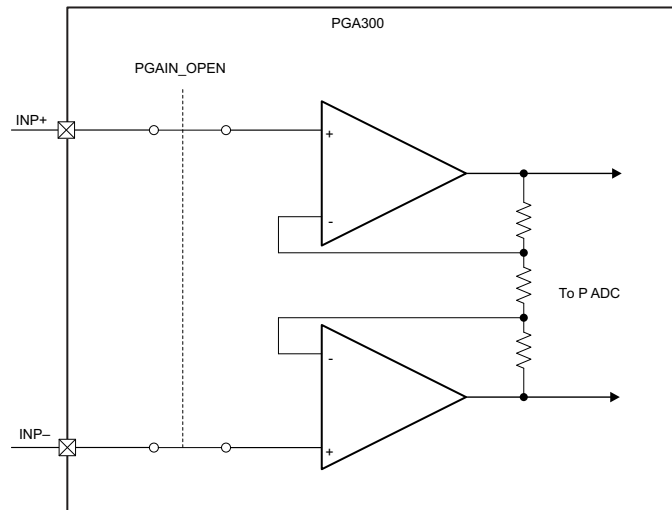 PGA300
PGAIN_OPEN
INP+
+
-
To P ADC
-
INP–
+